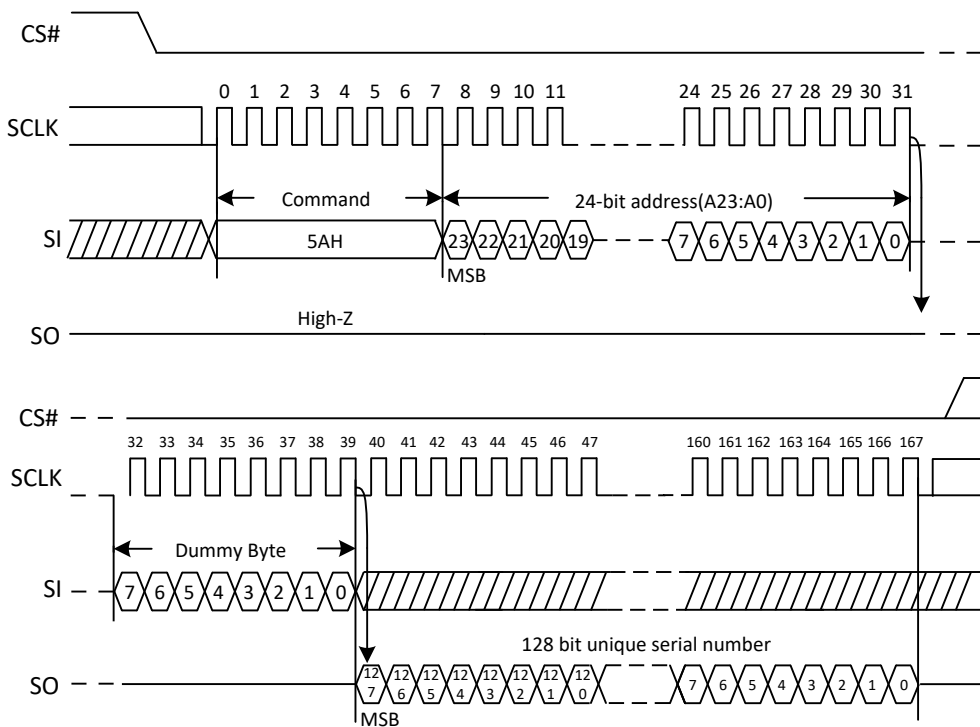 CS#
0 1 2 3 4 5 6 7 8 9 10 11 24 25 26 27 28 29 30 31
SCLK
Command 24-bit address(A23:A0)
SI 5AH 23 22 21 20 19 7 6 5 4 3 2 1 0
MSB
High-Z
SO
CS#
32 33 34 35 36 37 38 39 40 41 42 43 44 45 46 47 160 161 162 163 164 165 166 167
SCLK
Dummy Byte
SI 7 6 5 4 3 2 1 0
128 bit unique serial number
SO 127 126 125 124 123 122 121 120 7 6 5 4 3 2 1 0
MSB